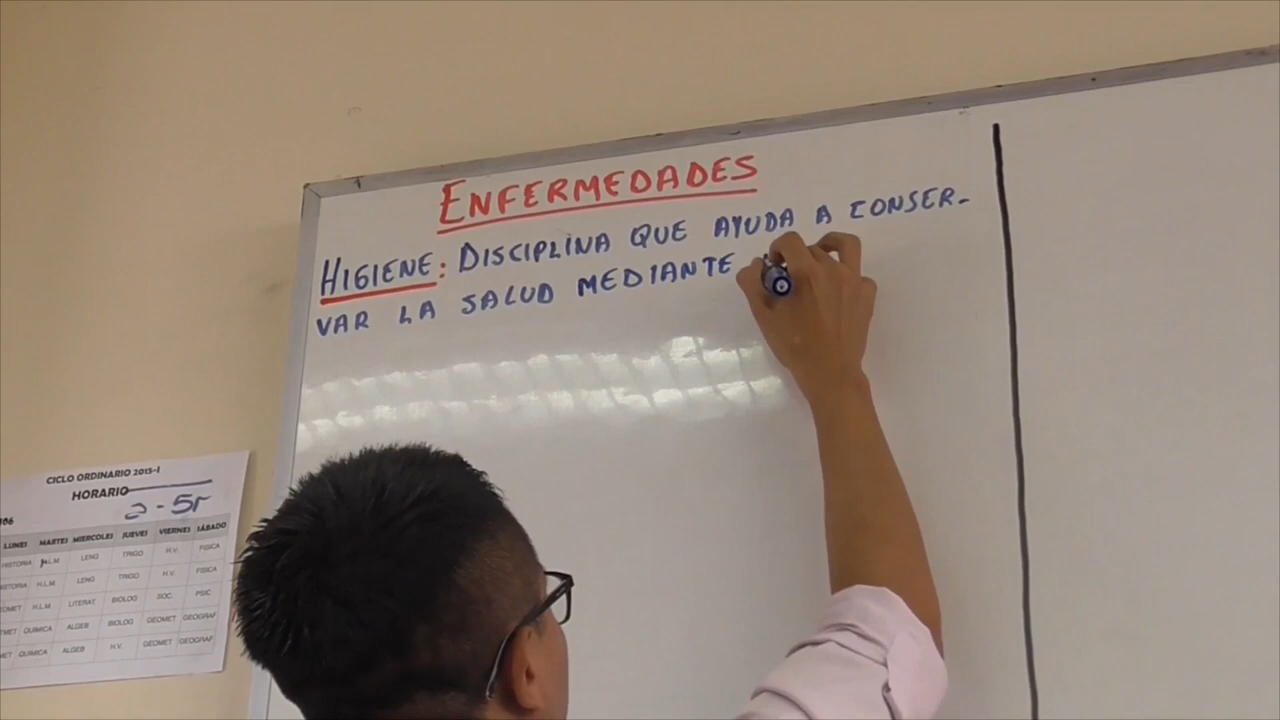 ENFERMEDADES
HIGIENE: DISCIPLINA QUE AYUDA A CONSER-
VAR LA SALUD MEDIANTE
CICLO ORDINARIO 2015-I
HORARIO
LUNES MARTES MIERCOLES JUEVES VIERNES SÁBADO
HISTORIA H.L.M LENG TRIGO H.V. FISICA
H.L.M. LENG TRIGO H.V. FISICA
H.L.M. LITERAT. BIOLOG SOC. PSIC
QUIMICA ALGEB BIOLOG GEOMET GEOGRAF
QUIMICA ALGEB H.V. GEOMET GEOGRAF